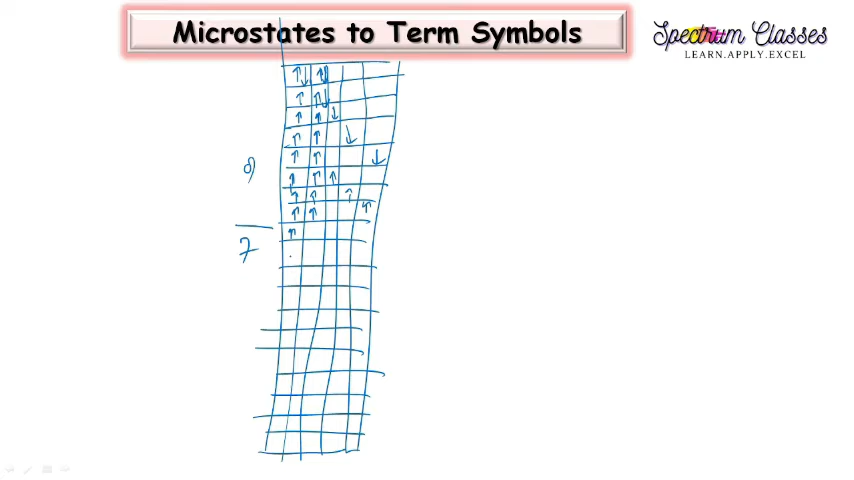 Microstates to Term Symbols
Spectrum Classes
LEARN.APPLY.EXCEL
↑↓ ↑↓
↑ ↑↓
↑ ↑ ↓
↑ ↑ ↓
↑ ↑ ↓
↑ ↑ ↑
↑ ↑ ↑
↑ ↑ ↑
↑
7